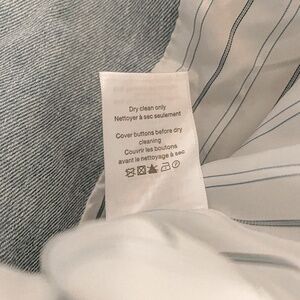 Dry clean only
Nettoyer à sec seulement
Cover buttons before dry
cleaning
Couvrir les boutons
avant le nettoyage à sec